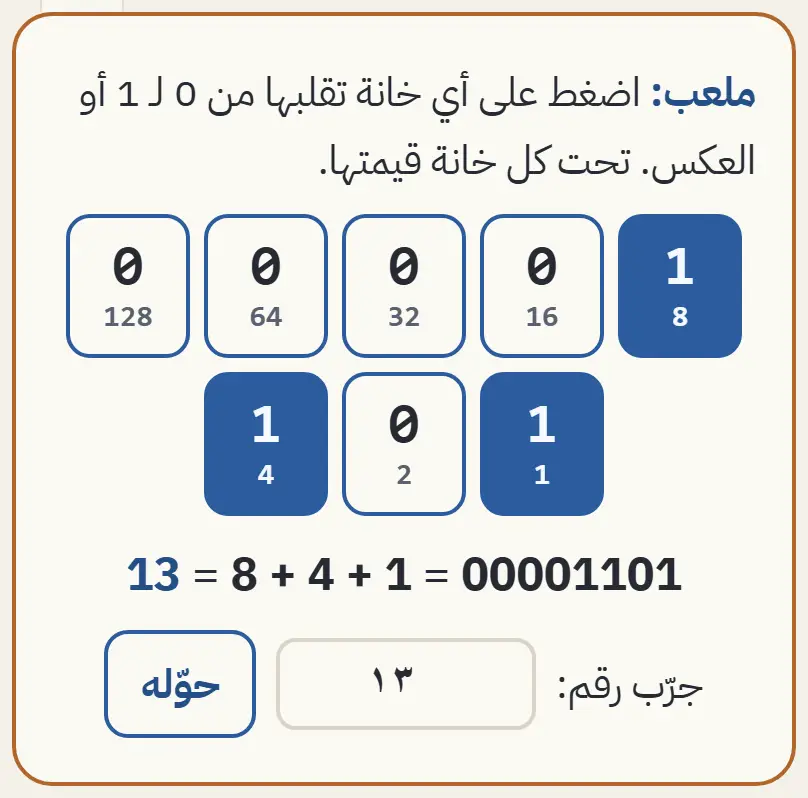 ملعب: اضغط على أي خانة تقلبها من 0 لـ 1 أو
العكس. تحت كل خانة قيمتها.
0 0 0 0 1
128 64 32 16 8
1 0 1
4 2 1
13 = 8 + 4 + 1 = 00001101
جرّب رقم: ١٣ حوّله